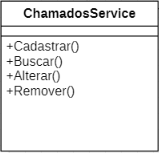 ChamadosService
+Cadastrar()
+Buscar()
+Alterar()
+Remover()